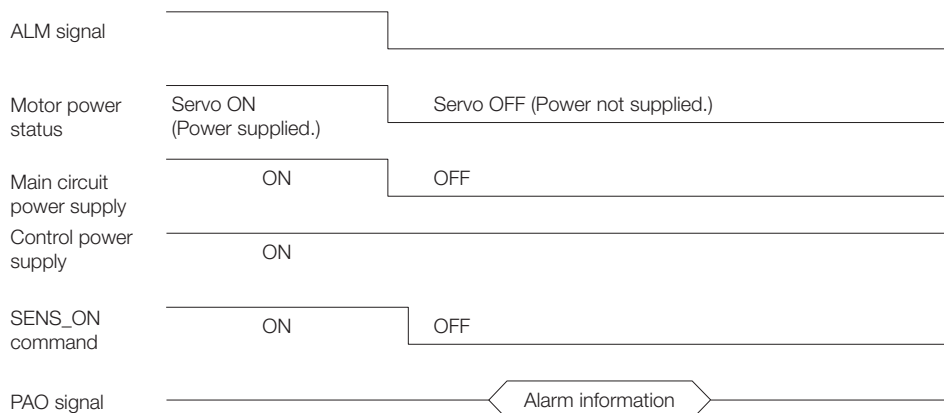 ALM signal
Motor power
status
Servo ON
(Power supplied.)
Servo OFF (Power not supplied.)
Main circuit
power supply
ON
OFF
Control power
supply
ON
SENS_ON
command
ON
OFF
PAO signal
Alarm information